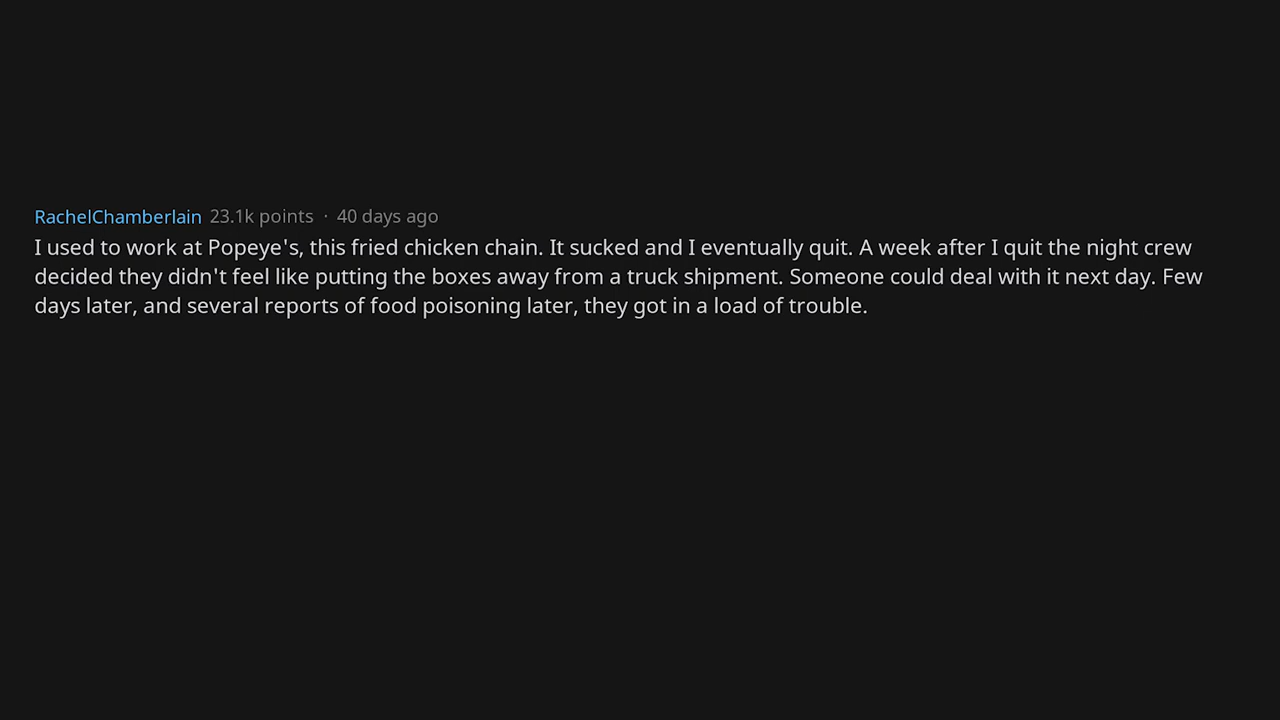 RachelChamberlain 23.1k points · 40 days ago
I used to work at Popeye's, this fried chicken chain. It sucked and I eventually quit. A week after I quit the night crew
decided they didn't feel like putting the boxes away from a truck shipment. Someone could deal with it next day. Few
days later, and several reports of food poisoning later, they got in a load of trouble.